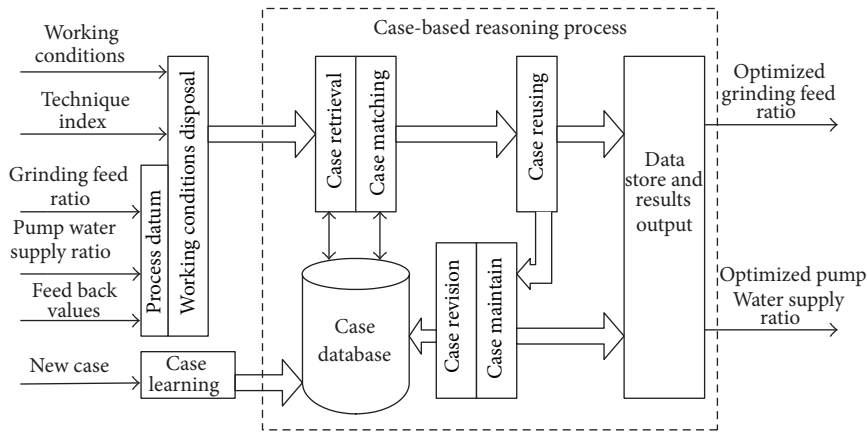 Case-based reasoning process
Working
conditions
Technique
index
Grinding feed
ratio
Pump water
supply ratio
Feed back
values
New case
Process datum
Working conditions disposal
Case
learning
Case retrieval
Case matching
Case reusing
Case
database
Case revision
Case maintain
Data
store and
results
output
Optimized
grinding feed
ratio
Optimized pump
Water supply
ratio